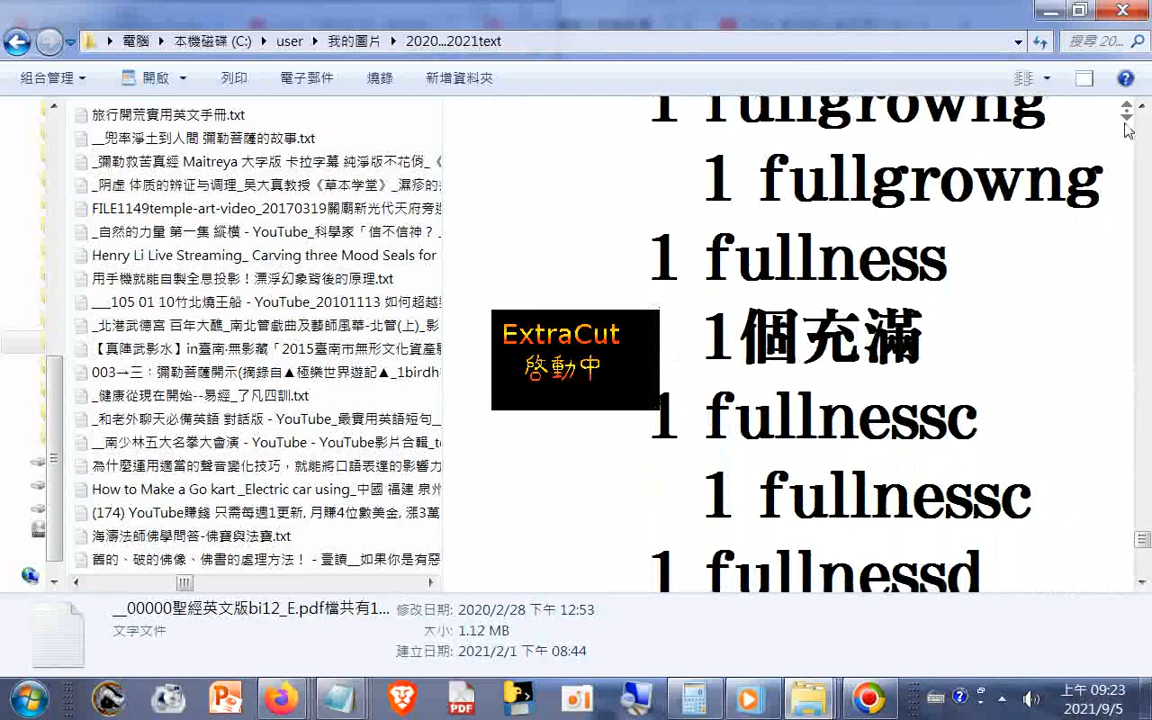 電腦 本機磁碟 (C:) user 我的圖片 2020...2021text
搜尋 20...
組合管理 開啟 列印 電子郵件 燒錄 新增資料夾
旅行開荒實用英文手冊.txt
__兜率淨土到人間 彌勒菩薩的故事.txt
_彌勒救苦真經 Maitreya 大字版 卡拉字幕 純淨版不花俏_《
_阴虚 体质的辨证与调理_吴大真教授《草本学堂》_濕疹的
FILE1149temple-art-video_20170319關廟新光代天府旁
_自然的力量 第一集 縱橫 - YouTube_科學家「信不信神？
Henry Li Live Streaming_ Carving three Mood Seals for
用手機就能自製全息投影！漂浮幻象背後的原理.txt
___105 01 10竹北燒王船 - YouTube_20101113 如何超越
_北港武德宮 百年大醮_南北管戲曲及藝師風華-北管(上)_影
【真陣武影水】in臺南·無影藏「2015臺南市無形文化資產
003→三︰彌勒菩薩開示(摘錄自▲極樂世界遊記▲_1birdh
_健康從現在開始--易經_了凡四訓.txt
_和老外聊天必備英語 對話版 - YouTube_最實用英語短句_
__南少林五大名拳大會演 - YouTube - YouTube影片合輯_
為什麼運用適當的聲音變化技巧，就能將口語表達的影響力
How to Make a Go kart _Electric car using_中國 福建 泉州
(174) YouTube賺錢 只需每週1更新, 月賺4位數美金, 漲3萬
海濤法師佛學問答-佛寶與法寶.txt
舊的、破的佛像、佛書的處理方法！ - 壹讀__如果你是有惡
1 fullgrowng
1 fullgrowng
1 fullness
1個充滿
1 fullnessc
1 fullnessc
1 fullnessd
ExtraCut
啓動中
__00000聖經英文版bi12_E.pdf檔共有1... 修改日期: 2020/2/28 下午 12:53
文字文件 大小: 1.12 MB
建立日期: 2021/2/1 下午 08:44
PDF
上午 09:23
2021/9/5